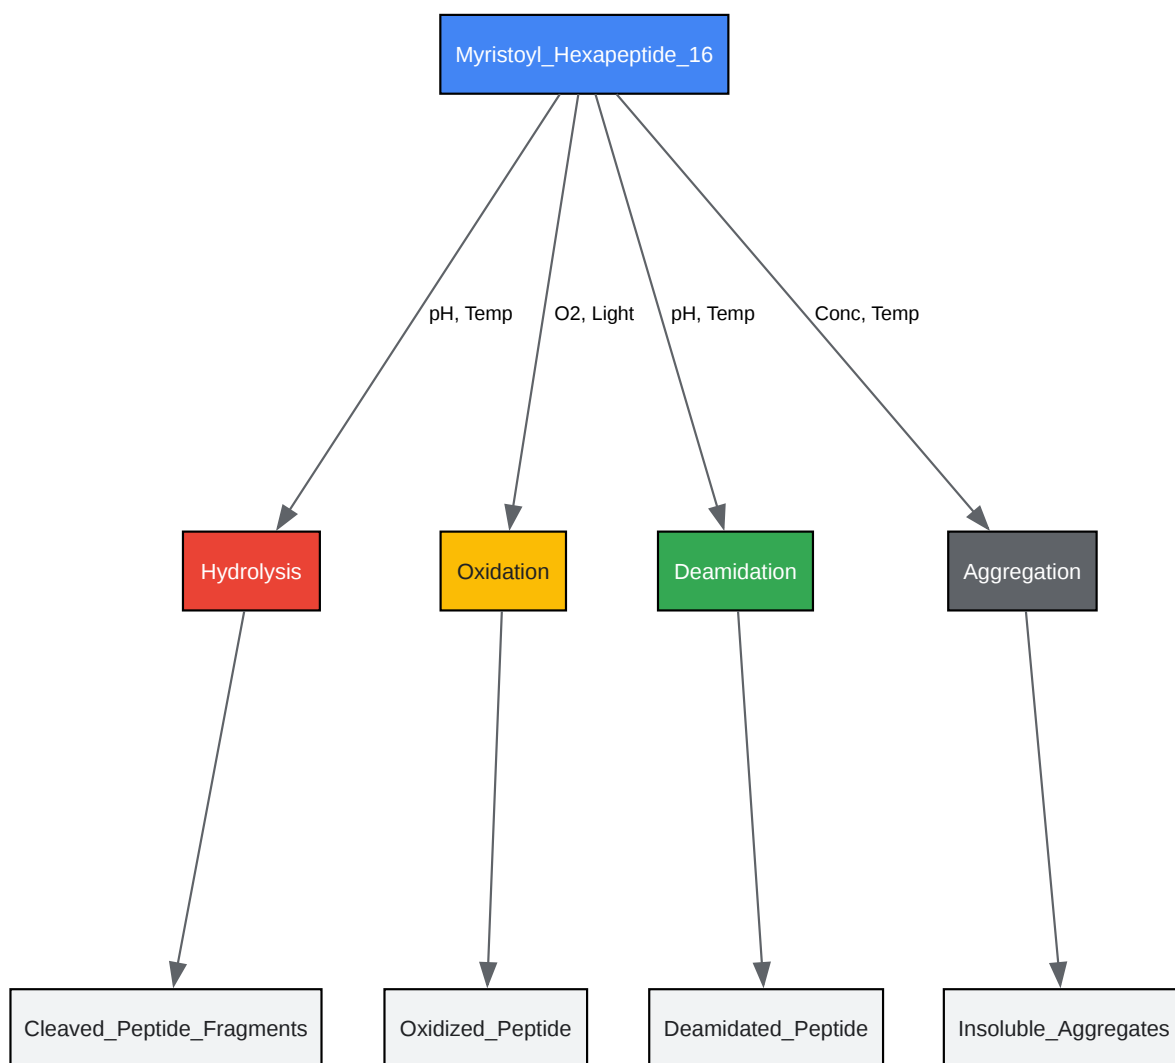 Myristoyl_Hexapeptide_16
pH, Temp
O2, Light
pH, Temp
Conc, Temp
Hydrolysis
Oxidation
Deamidation
Aggregation
Cleaved_Peptide_Fragments
Oxidized_Peptide
Deamidated_Peptide
Insoluble_Aggregates